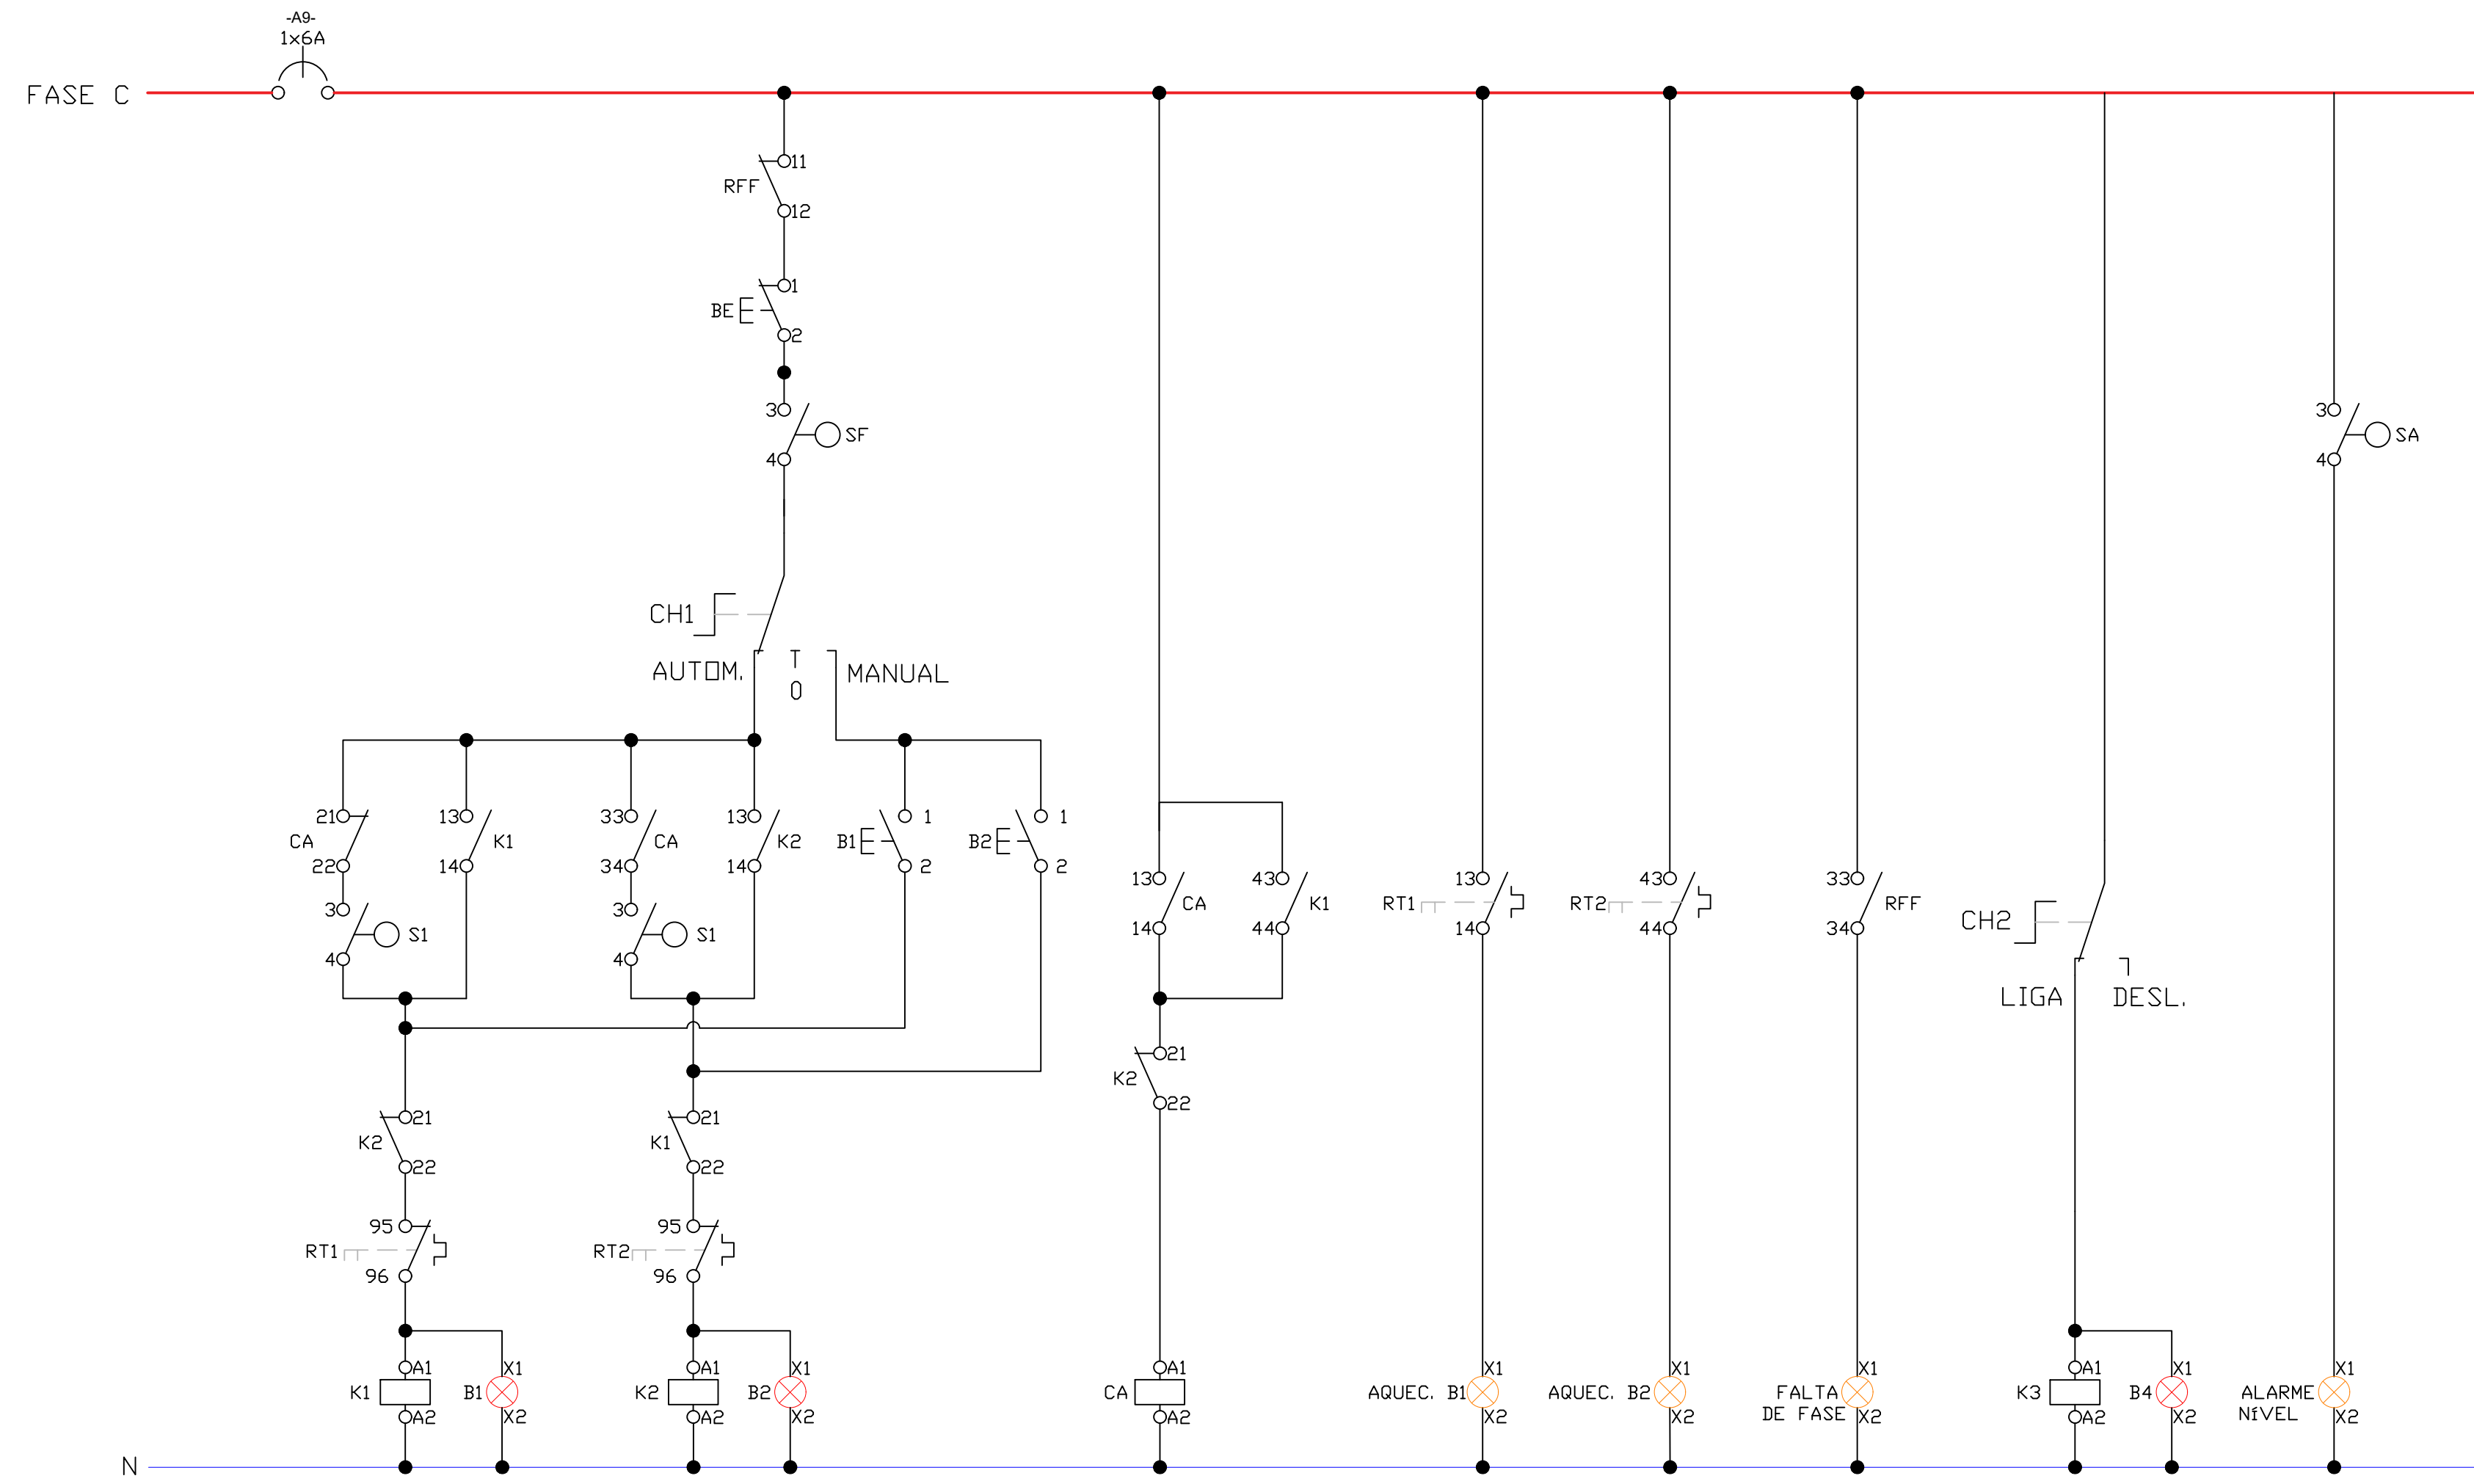 -A9-
1x6A
FASE C
11
RFF
12
1
BE
2
3
SF
4
3
SA
4
CH1
AUTOM.
0
MANUAL
21
CA
22
13
K1
14
33
CA
34
13
K2
14
1
B1
2
1
B2
2
3
S1
4
3
S1
4
13
CA
14
43
K1
44
13
RT1
14
43
RT2
44
33
RFF
34
CH2
LIGA
DESL.
21
K2
22
21
K2
22
21
K1
22
95
RT1
96
95
RT2
96
A1
K1
A2
X1
B1
X2
A1
K2
A2
X1
B2
X2
A1
CA
A2
X1
AQUEC. B1
X2
X1
AQUEC. B2
X2
X1
FALTA
DE FASE
X2
A1
K3
A2
X1
B4
X2
X1
ALARME
NíVEL
X2
N